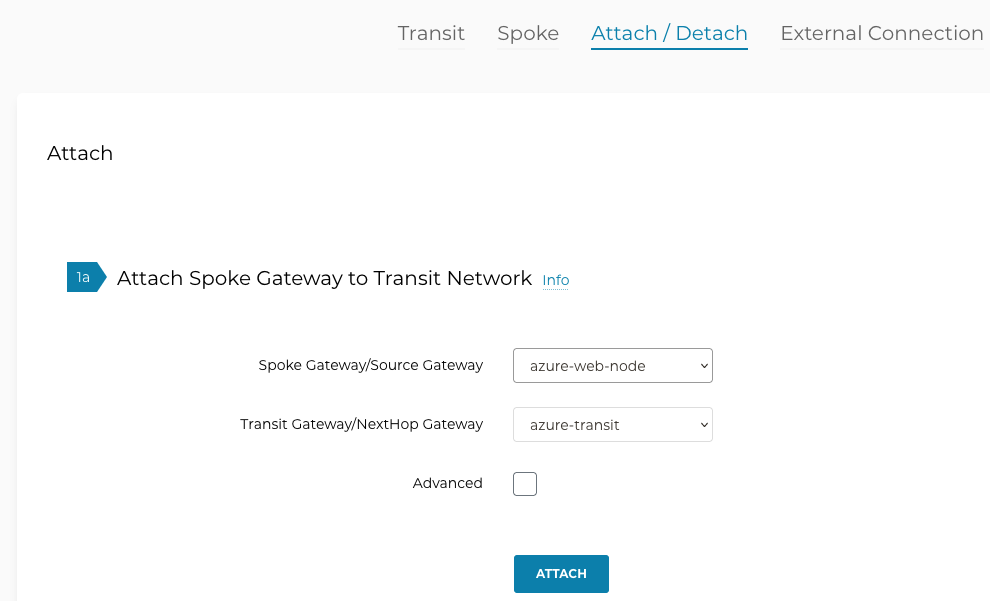 Transit Spoke Attach / Detach External Connection
Attach
1a Attach Spoke Gateway to Transit Network Info
Spoke Gateway/Source Gateway azure-web-node
Transit Gateway/NextHop Gateway azure-transit
Advanced
ATTACH